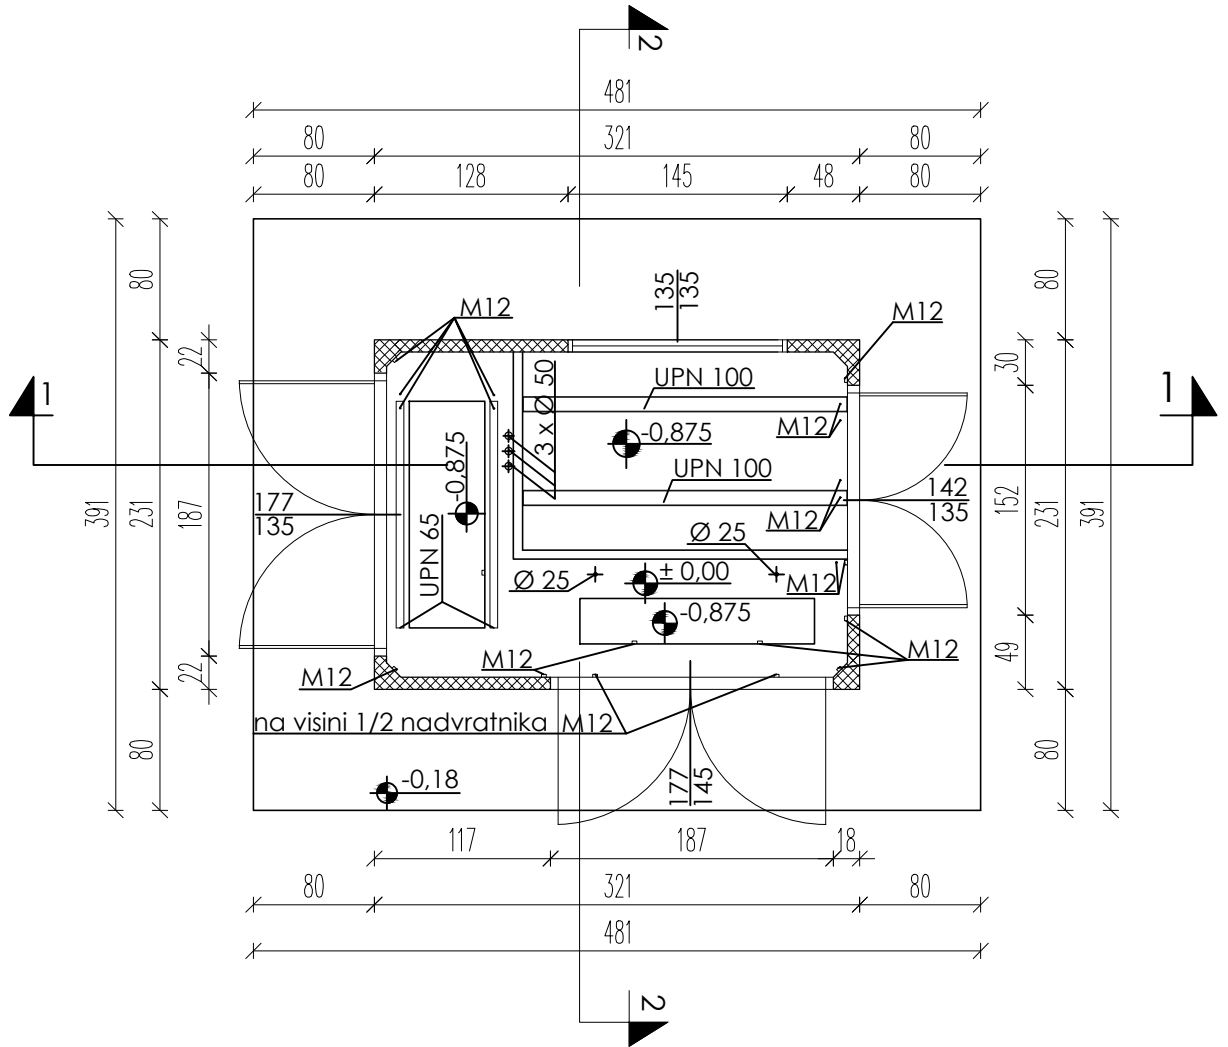 2
481
80 321 80
80 128 145 48 80
80
80
135
135
M12
M12
22
30
1
1
UPN 100
3 x Ø 50
M12
-0,875
-0,875
UPN 100
391
231
187
177
135
142
135
152
231
391
M12
UPN 65
Ø 25
Ø 25
± 0,00
M12
-0,875
M12
M12
49
22
M12
na visini 1/2 nadvratnika M12
80
80
177
145
-0,18
117 187 18
80 321 80
481
2